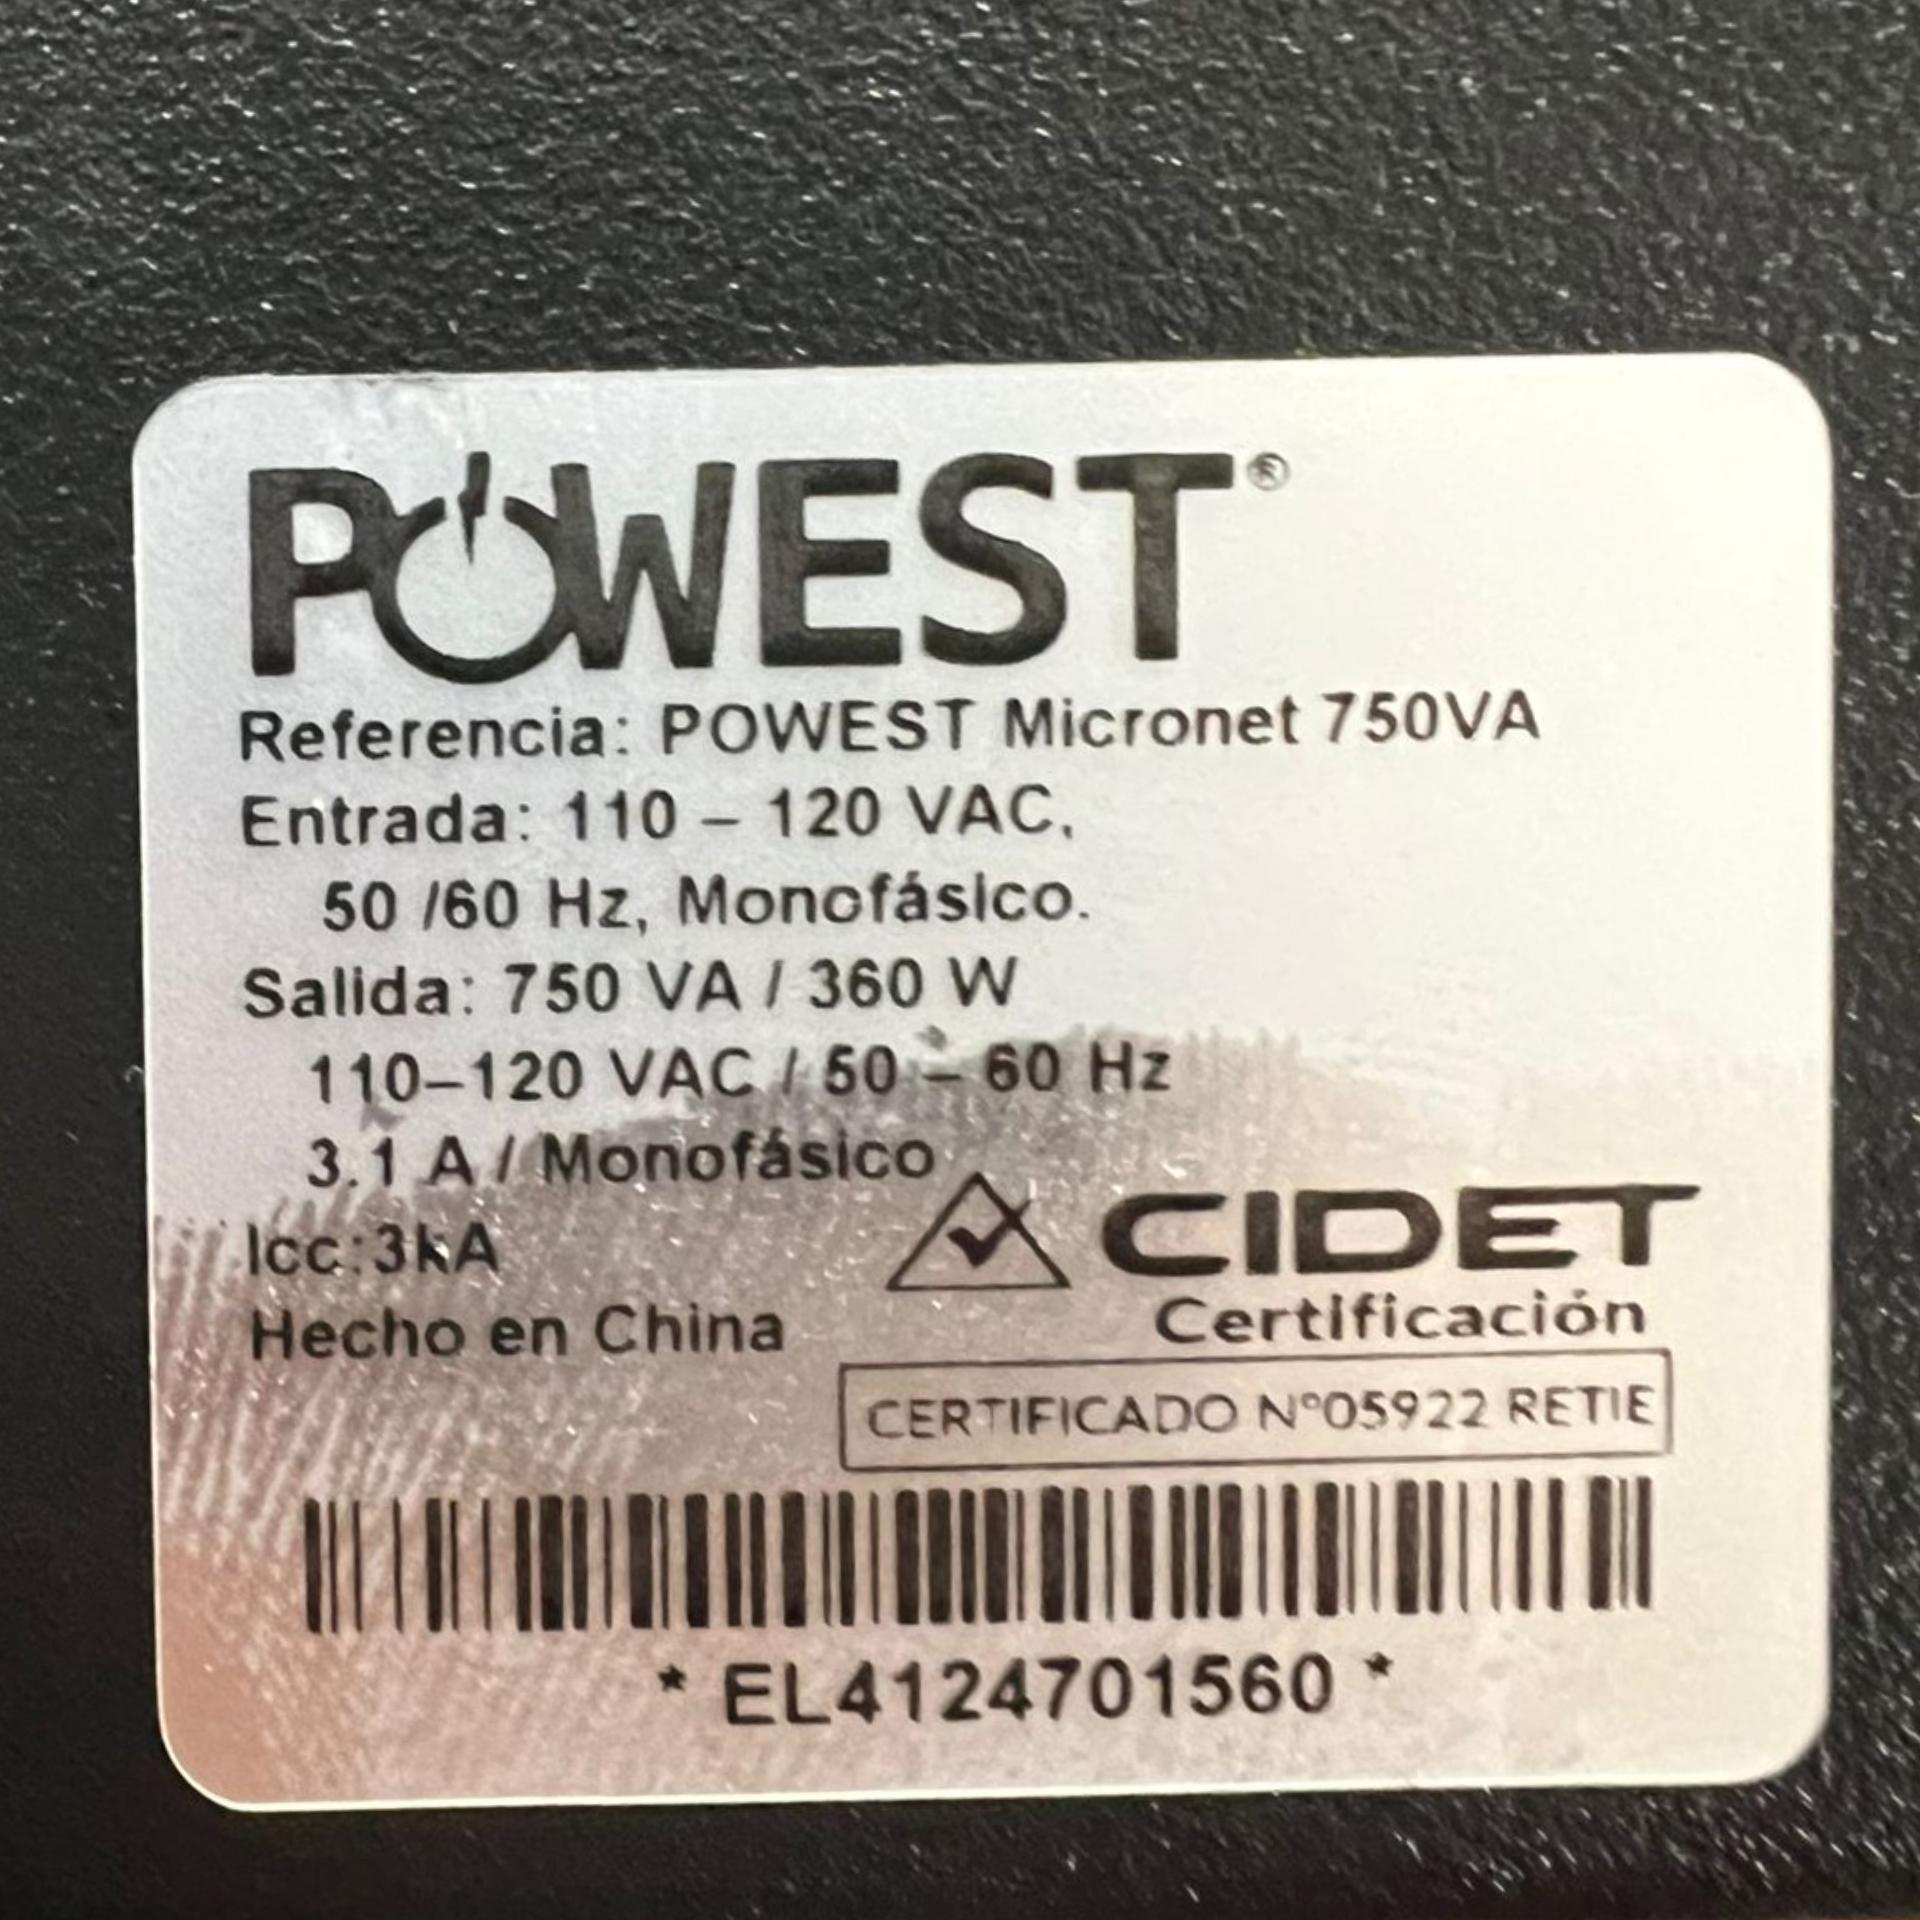 POWEST®
Referencia: POWEST Micronet 750VA
Entrada: 110 – 120 VAC,
50 /60 Hz, Monofásico.
Salida: 750 VA / 360 W
110–120 VAC / 50 – 60 Hz
3.1 A / Monofásico
Icc:3kA
Hecho en China
CIDET
Certificación
CERTIFICADO N°05922 RETIE
* EL4124701560 *